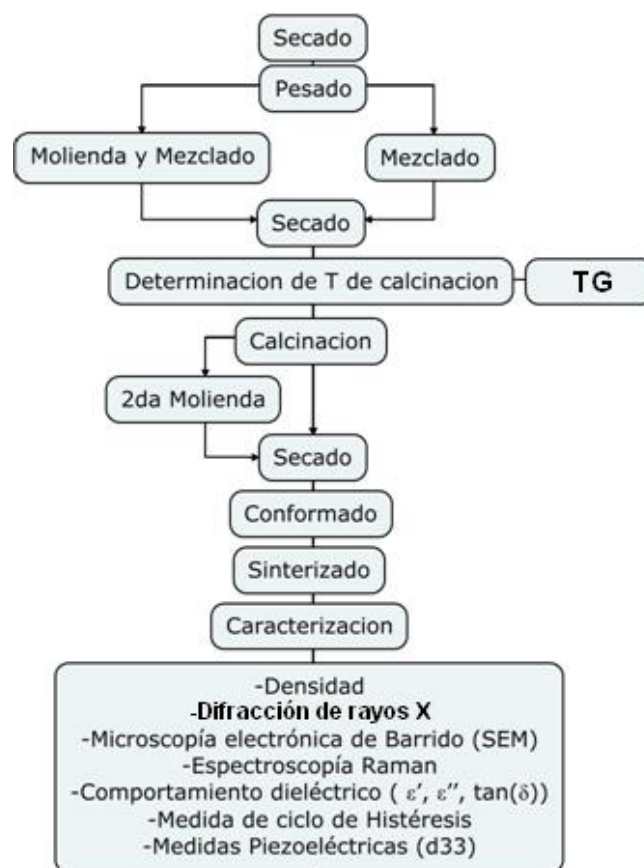 Secado
Pesado
Molienda y Mezclado
Mezclado
Secado
Determinacion de T de calcinacion
TG
Calcinacion
2da Molienda
Secado
Conformado
Sinterizado
Caracterizacion
-Densidad
-Difracción de rayos X
-Microscopía electrónica de Barrido (SEM)
-Espectroscopía Raman
-Comportamiento dieléctrico ( ε', ε'', tan(δ))
-Medida de ciclo de Histéresis
-Medidas Piezoeléctricas (d33)